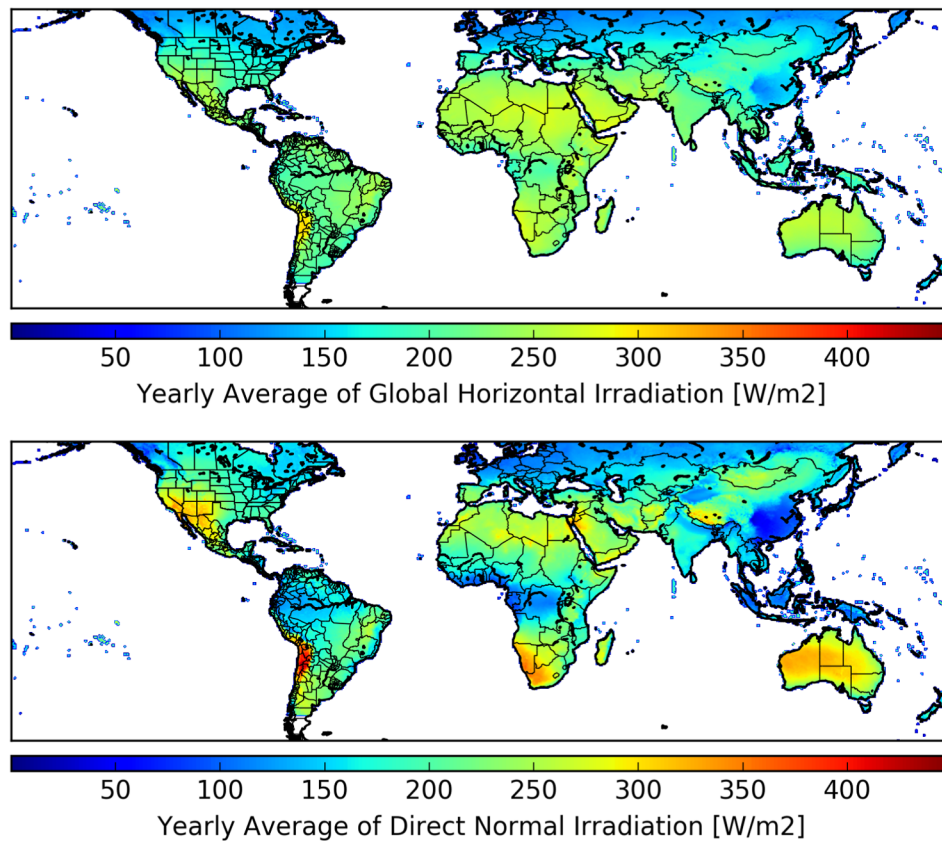 50 100 150 200 250 300 350 400
Yearly Average of Global Horizontal Irradiation [W/m2]
50 100 150 200 250 300 350 400
Yearly Average of Direct Normal Irradiation [W/m2]